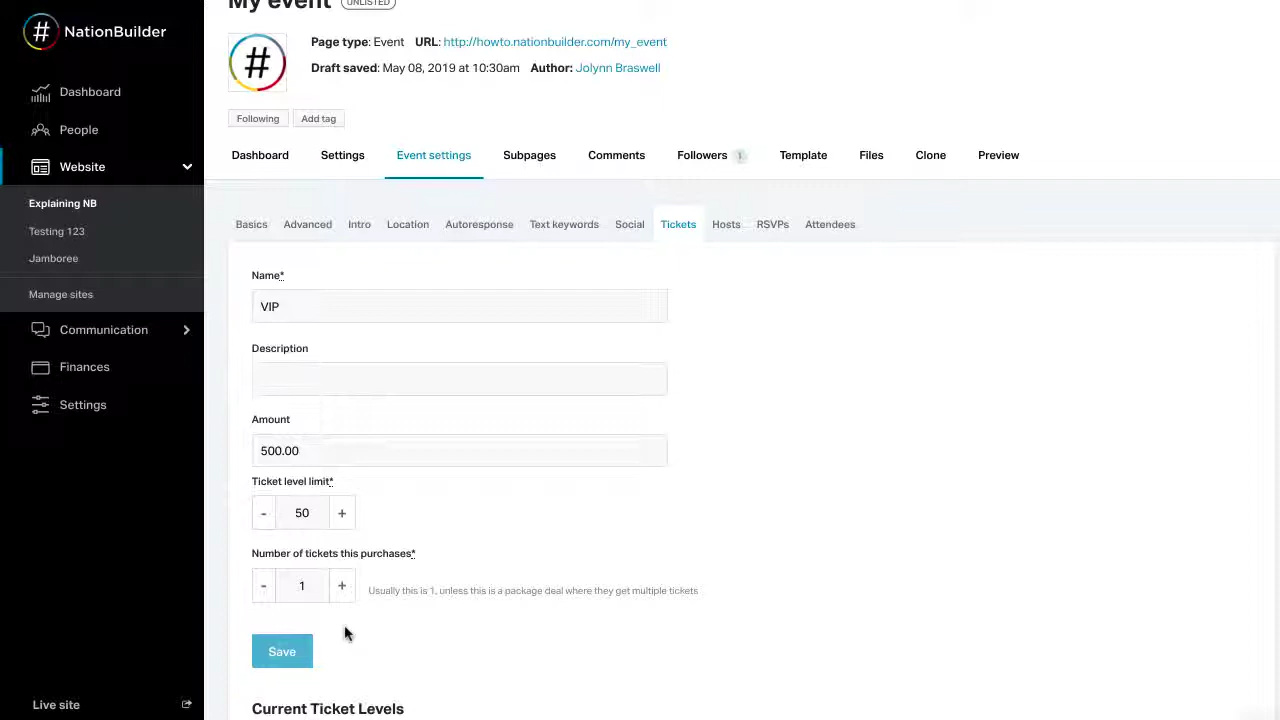 NationBuilder
Dashboard
People
Website
Explaining NB
Testing 123
Jamboree
Manage sites
Communication
Finances
Settings
Live site
My event UNLISTED
Page type: Event URL: http://howto.nationbuilder.com/my_event
Draft saved: May 08, 2019 at 10:30am Author: Jolynn Braswell
Following Add tag
Dashboard Settings Event settings Subpages Comments Followers 1 Template Files Clone Preview
Basics Advanced Intro Location Autoresponse Text keywords Social Tickets Hosts RSVPs Attendees
Name*
VIP
Description
Amount
500.00
Ticket level limit*
- 50 +
Number of tickets this purchases*
- 1 + Usually this is 1, unless this is a package deal where they get multiple tickets
Save
Current Ticket Levels